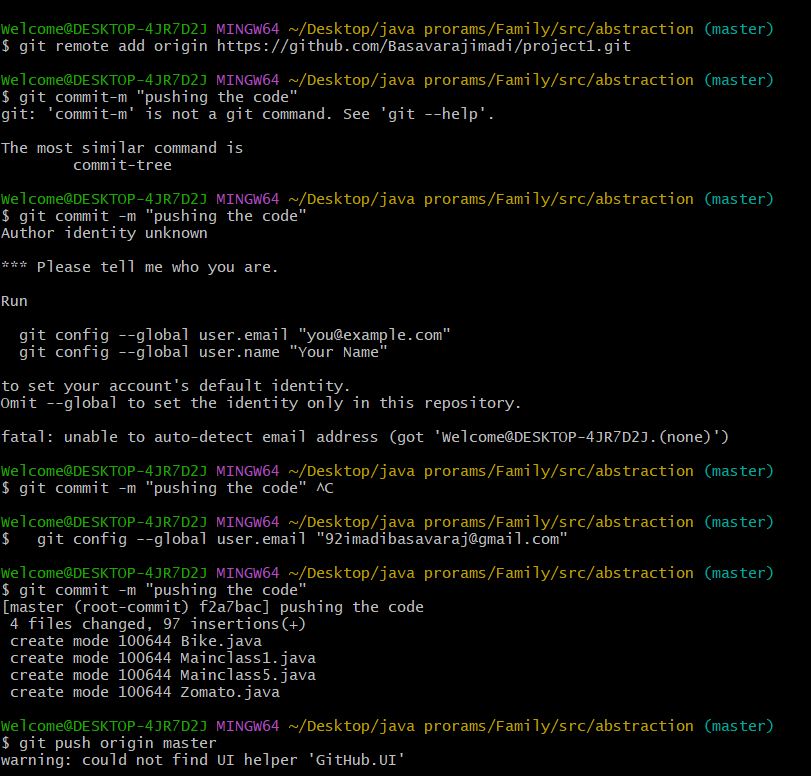 Welcome@DESKTOP-4JR7D2J MINGW64 ~/Desktop/java prorams/Family/src/abstraction (master)
$ git remote add origin https://github.com/Basavarajimadi/project1.git
Welcome@DESKTOP-4JR7D2J MINGW64 ~/Desktop/java prorams/Family/src/abstraction (master)
$ git commit-m "pushing the code"
git: 'commit-m' is not a git command. See 'git --help'.
The most similar command is
commit-tree
Welcome@DESKTOP-4JR7D2J MINGW64 ~/Desktop/java prorams/Family/src/abstraction (master)
$ git commit -m "pushing the code"
Author identity unknown
*** Please tell me who you are.
Run
git config --global user.email "you@example.com"
git config --global user.name "Your Name"
to set your account's default identity.
Omit --global to set the identity only in this repository.
fatal: unable to auto-detect email address (got 'Welcome@DESKTOP-4JR7D2J.(none)')
Welcome@DESKTOP-4JR7D2J MINGW64 ~/Desktop/java prorams/Family/src/abstraction (master)
$ git commit -m "pushing the code" ^C
Welcome@DESKTOP-4JR7D2J MINGW64 ~/Desktop/java prorams/Family/src/abstraction (master)
$   git config --global user.email "92imadibasavaraj@gmail.com"
Welcome@DESKTOP-4JR7D2J MINGW64 ~/Desktop/java prorams/Family/src/abstraction (master)
$ git commit -m "pushing the code"
[master (root-commit) f2a7bac] pushing the code
4 files changed, 97 insertions(+)
create mode 100644 Bike.java
create mode 100644 Mainclass1.java
create mode 100644 Mainclass5.java
create mode 100644 Zomato.java
Welcome@DESKTOP-4JR7D2J MINGW64 ~/Desktop/java prorams/Family/src/abstraction (master)
$ git push origin master
warning: could not find UI helper 'GitHub.UI'